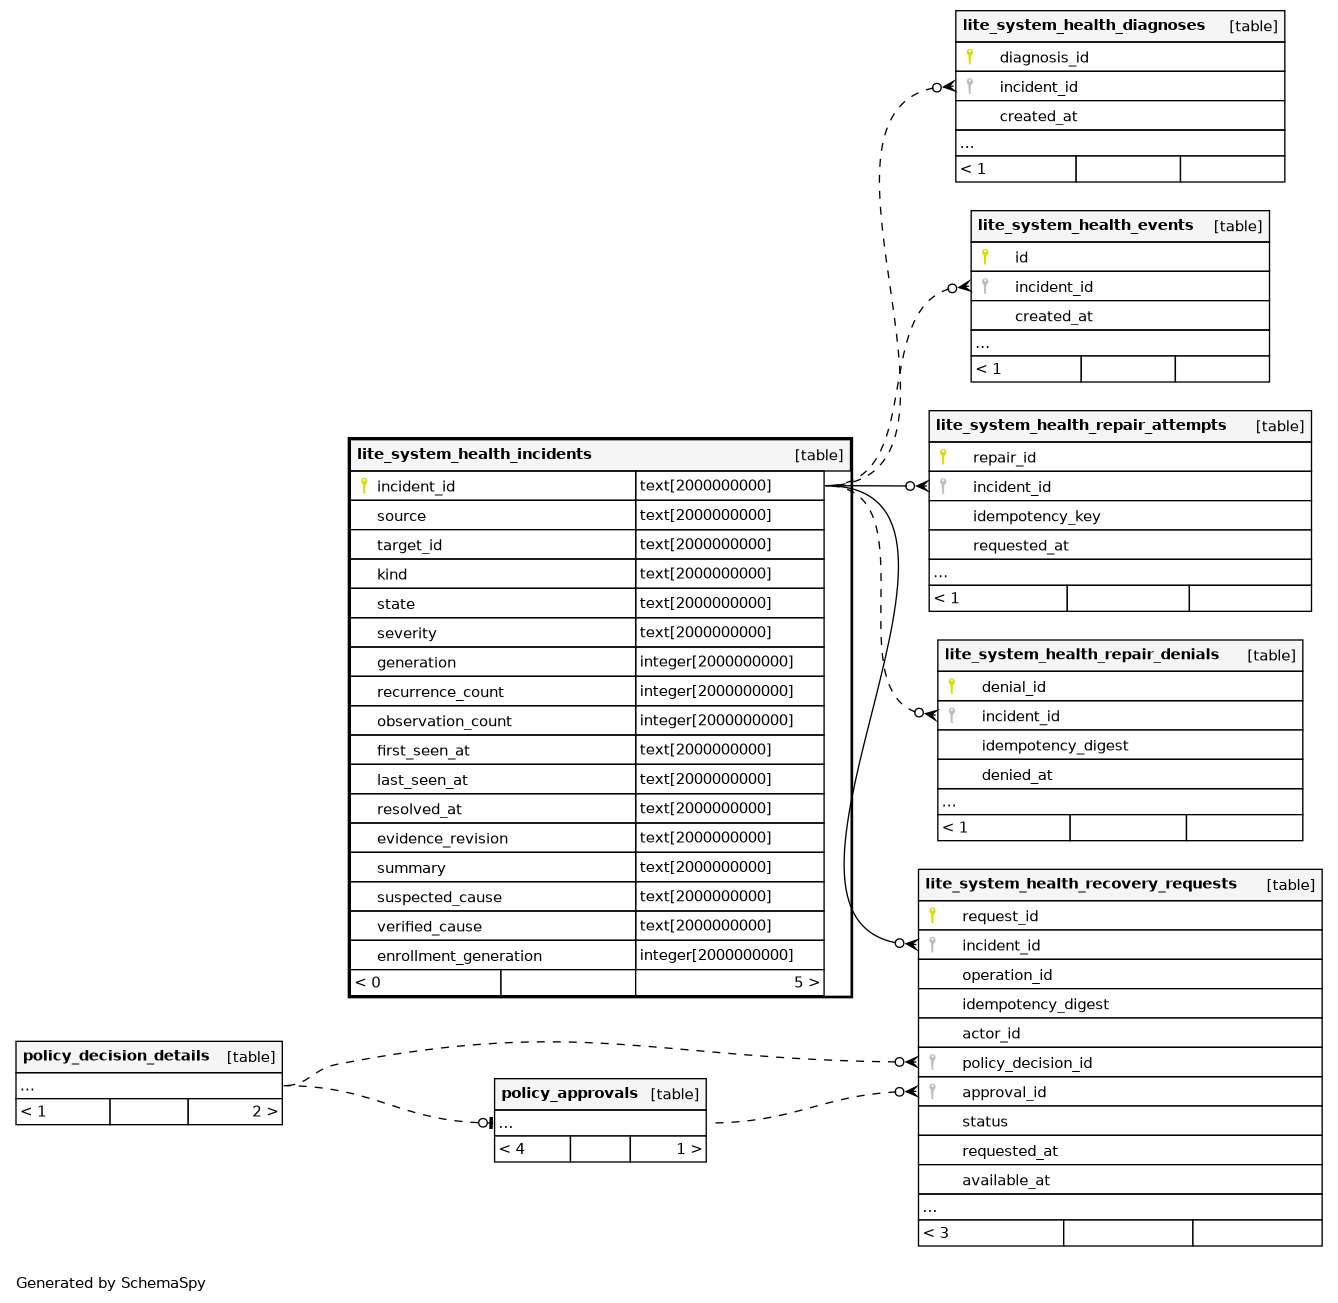 lite_system_health_diagnoses [table]
diagnosis_id
incident_id
created_at
...
< 1
lite_system_health_events [table]
id
incident_id
created_at
...
< 1
lite_system_health_repair_attempts [table]
repair_id
incident_id
idempotency_key
requested_at
...
< 1
lite_system_health_incidents [table]
incident_id text[2000000000]
source text[2000000000]
target_id text[2000000000]
kind text[2000000000]
state text[2000000000]
severity text[2000000000]
generation integer[2000000000]
recurrence_count integer[2000000000]
observation_count integer[2000000000]
first_seen_at text[2000000000]
last_seen_at text[2000000000]
resolved_at text[2000000000]
evidence_revision text[2000000000]
summary text[2000000000]
suspected_cause text[2000000000]
verified_cause text[2000000000]
enrollment_generation integer[2000000000]
< 0 5 >
lite_system_health_repair_denials [table]
denial_id
incident_id
idempotency_digest
denied_at
...
< 1
lite_system_health_recovery_requests [table]
request_id
incident_id
operation_id
idempotency_digest
actor_id
policy_decision_id
approval_id
status
requested_at
available_at
...
< 3
policy_decision_details [table]
...
< 1 2 >
policy_approvals [table]
...
< 4 1 >
Generated by SchemaSpy